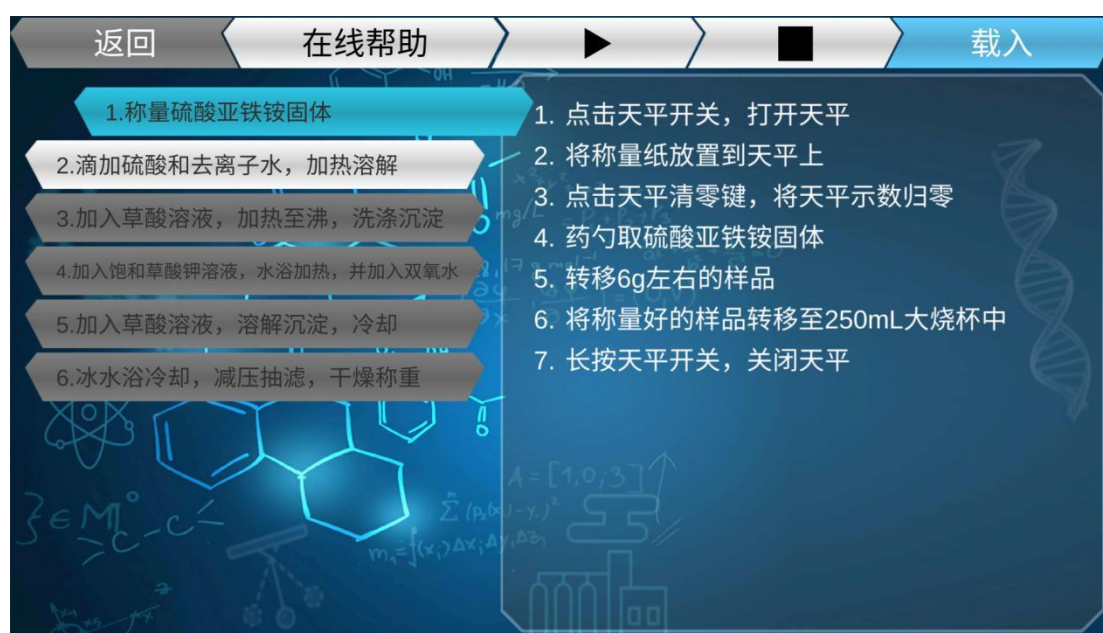 返回
在线帮助
载入
1.称量硫酸亚铁铵固体
2.滴加硫酸和去离子水，加热溶解
3.加入草酸溶液，加热至沸，洗涤沉淀
4.加入饱和草酸钾溶液，水浴加热，并加入双氧水
5.加入草酸溶液，溶解沉淀，冷却
6.冰水浴冷却，减压抽滤，干燥称重
1. 点击天平开关，打开天平
2. 将称量纸放置到天平上
3. 点击天平清零键，将天平示数归零
4. 药勺取硫酸亚铁铵固体
5. 转移6g左右的样品
6. 将称量好的样品转移至250mL大烧杯中
7. 长按天平开关，关闭天平
OH
mg/L
A=[1,0,3]